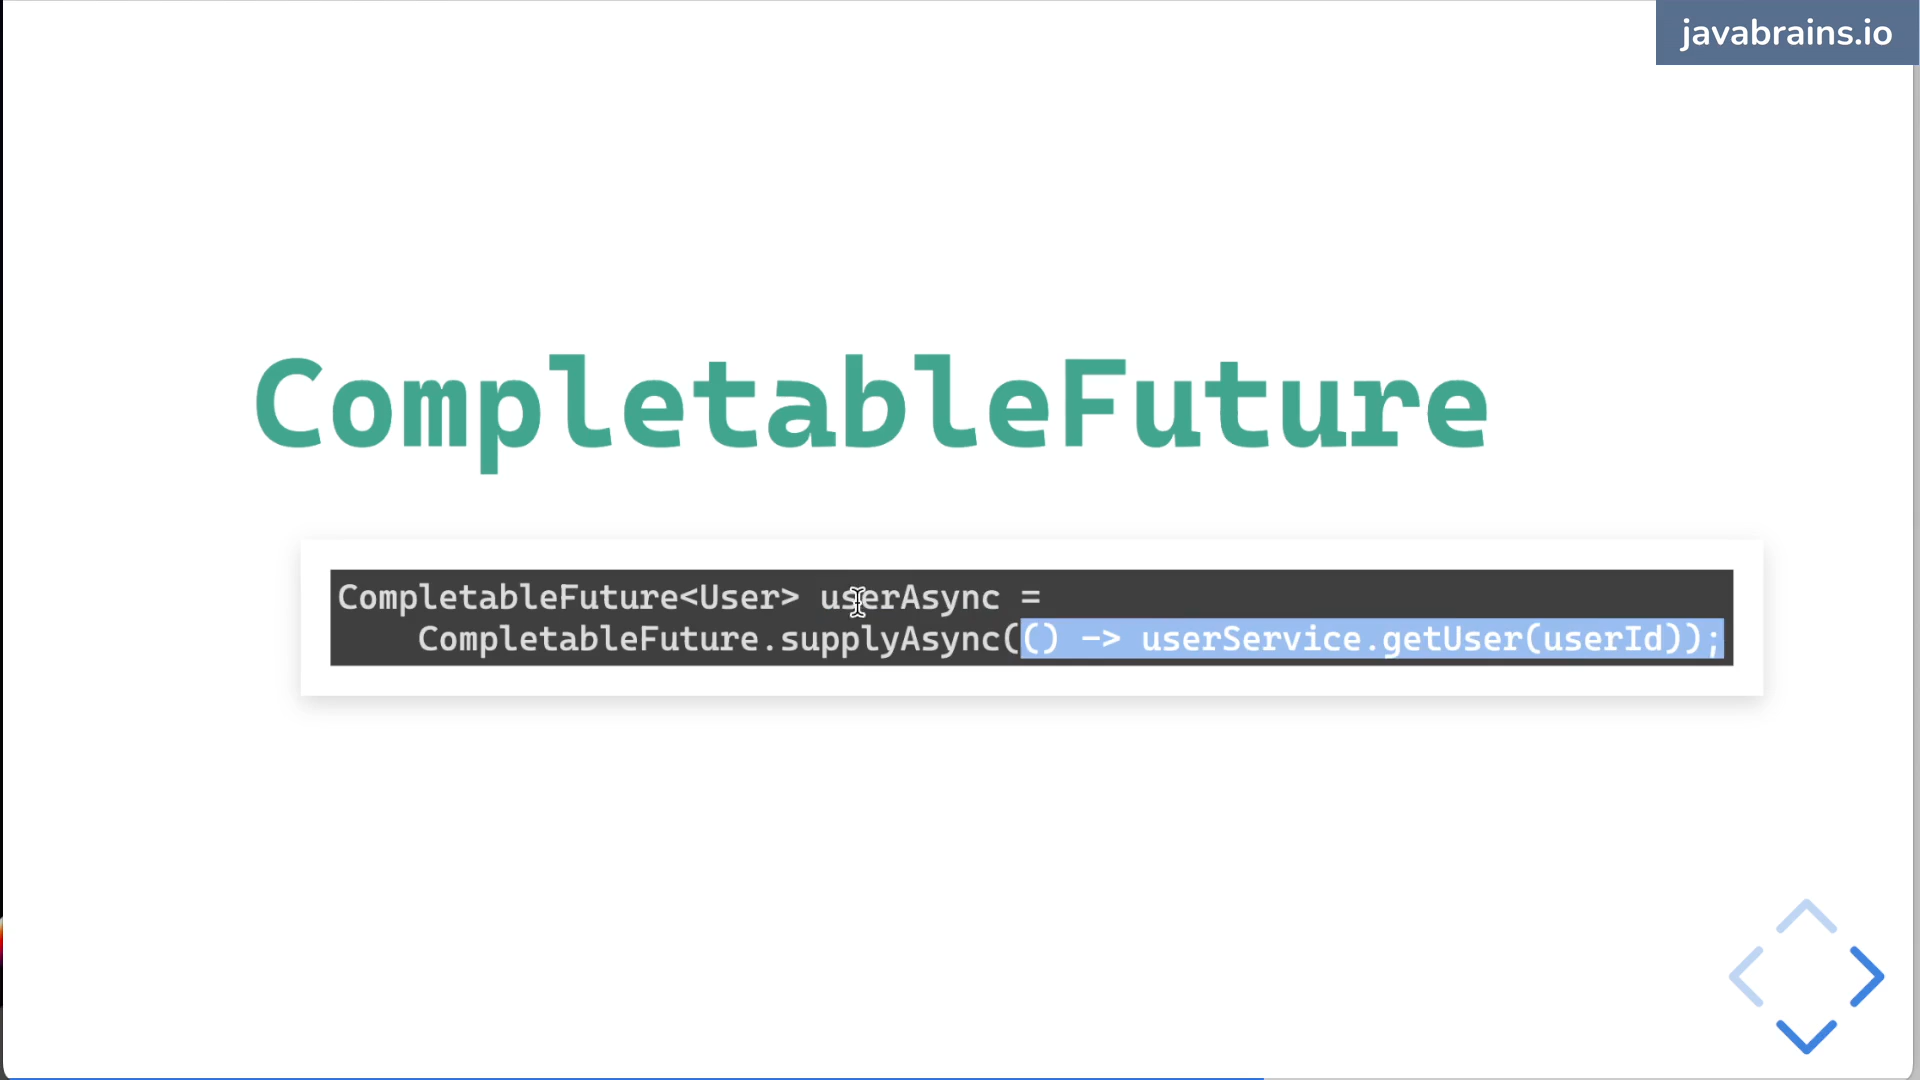 javabrains.io
CompletableFuture
CompletableFuture<User> userAsync =
    CompletableFuture.supplyAsync(() -> userService.getUser(userId));